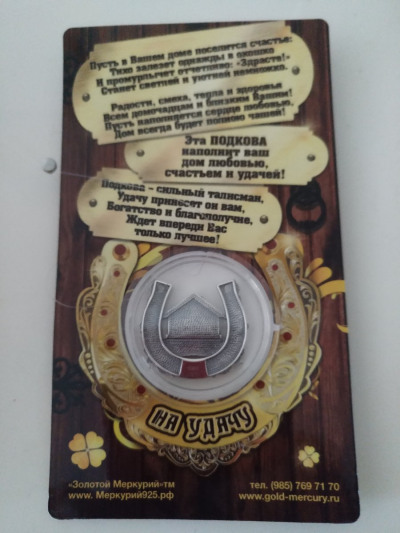 Пусть в Вашем доме поселится счастье:
Тихо залезет однажды в окошко
И промурлычет отчетливо: «Здрасте!»
Станет светлей и уютней немножко.
Радости, смеха, тепла и здоровья
Всем домочадцам и близким Вашим!
Пусть наполняется сердце любовью,
Дом всегда будет полною чашей!
Эта ПОДКОВА
наполнит ваш
дом любовью,
счастьем и удачей!
Подкова - сильный талисман,
Удачу принесет он вам,
Богатство и благополучие,
Ждет впереди Вас
только лучшее!
НА УДАЧУ
«Золотой Меркурий»тм
www. Меркурий925.рф
тел. (985) 769 71 70
www.gold-mercury.ru